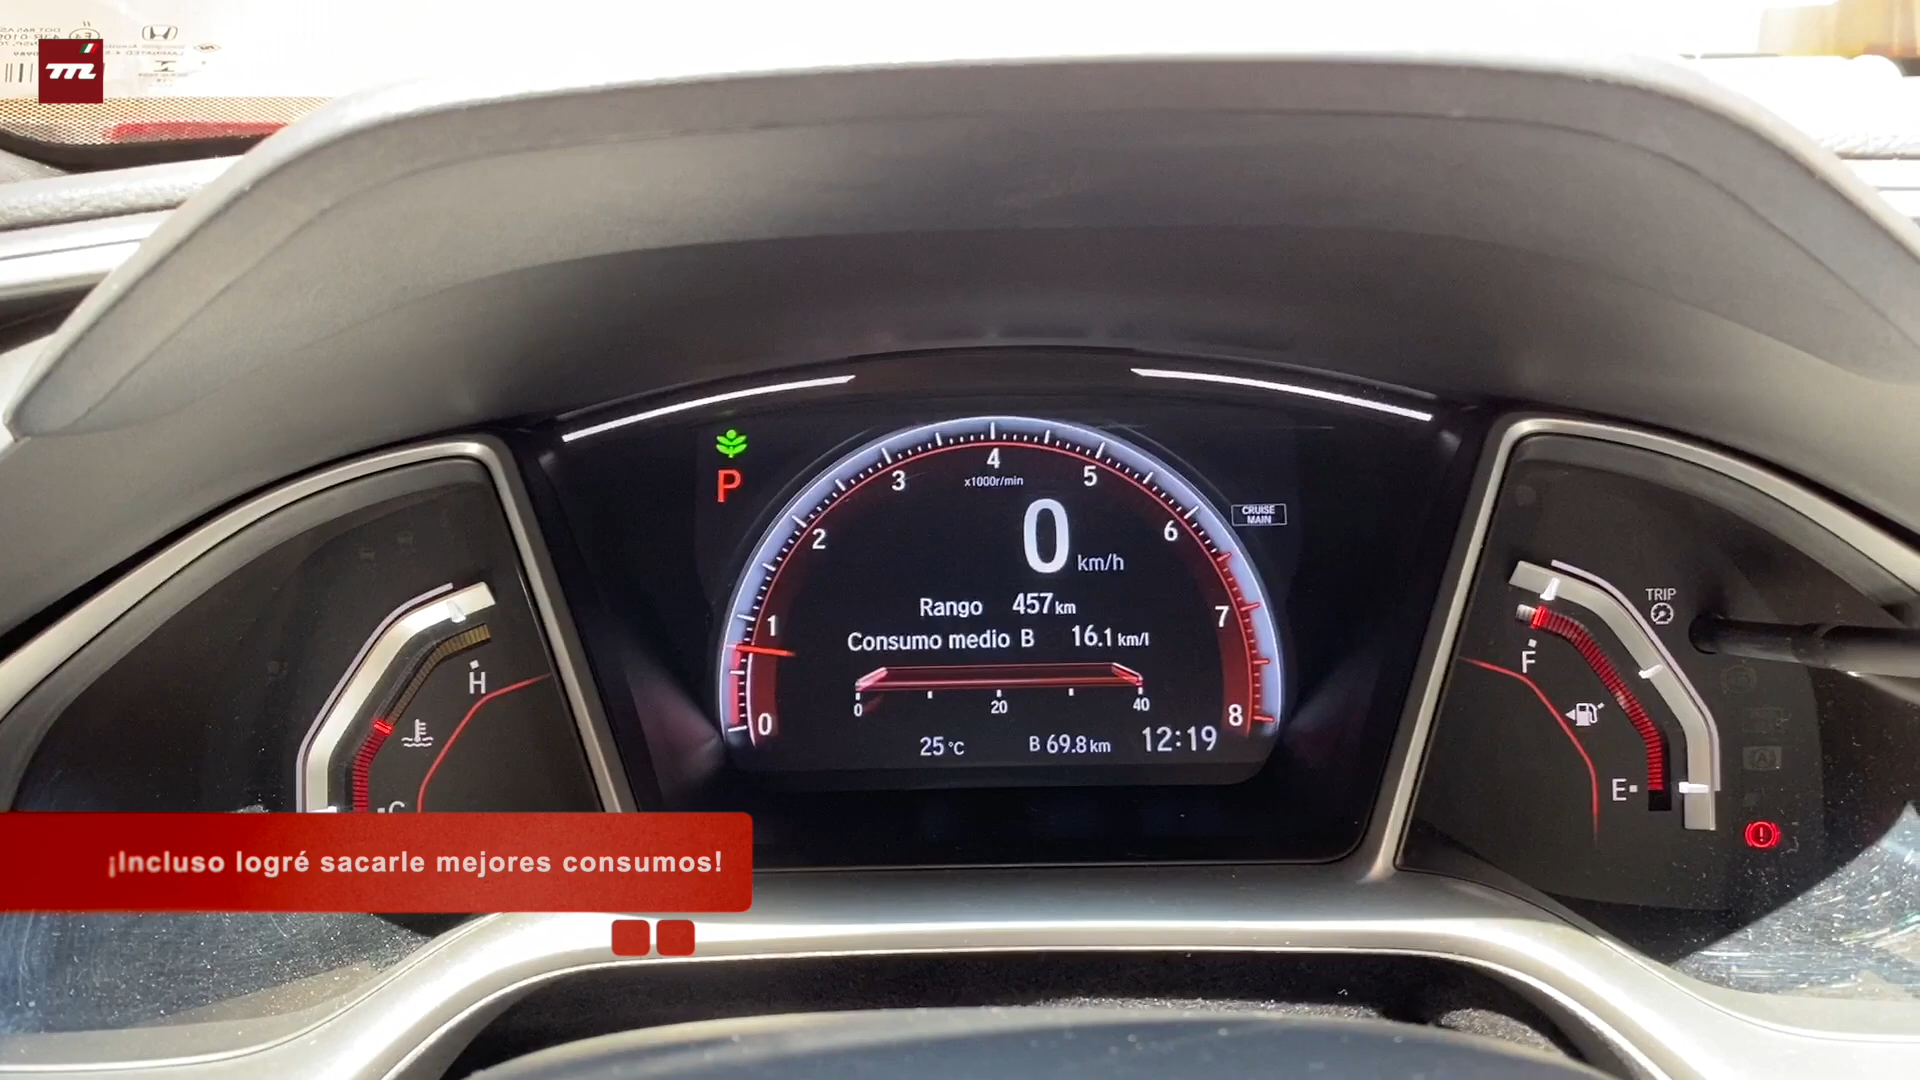 m
4
3
5
x1000r/min
P
0 km/h
CRUISE
MAIN
2
6
Rango 457 km
TRIP
1
7
Consumo medio B 16.1 km/l
F
H
0
20
40
0
8
25 °C
B 69.8 km
12:19
E
C
¡Incluso logré sacarle mejores consumos!